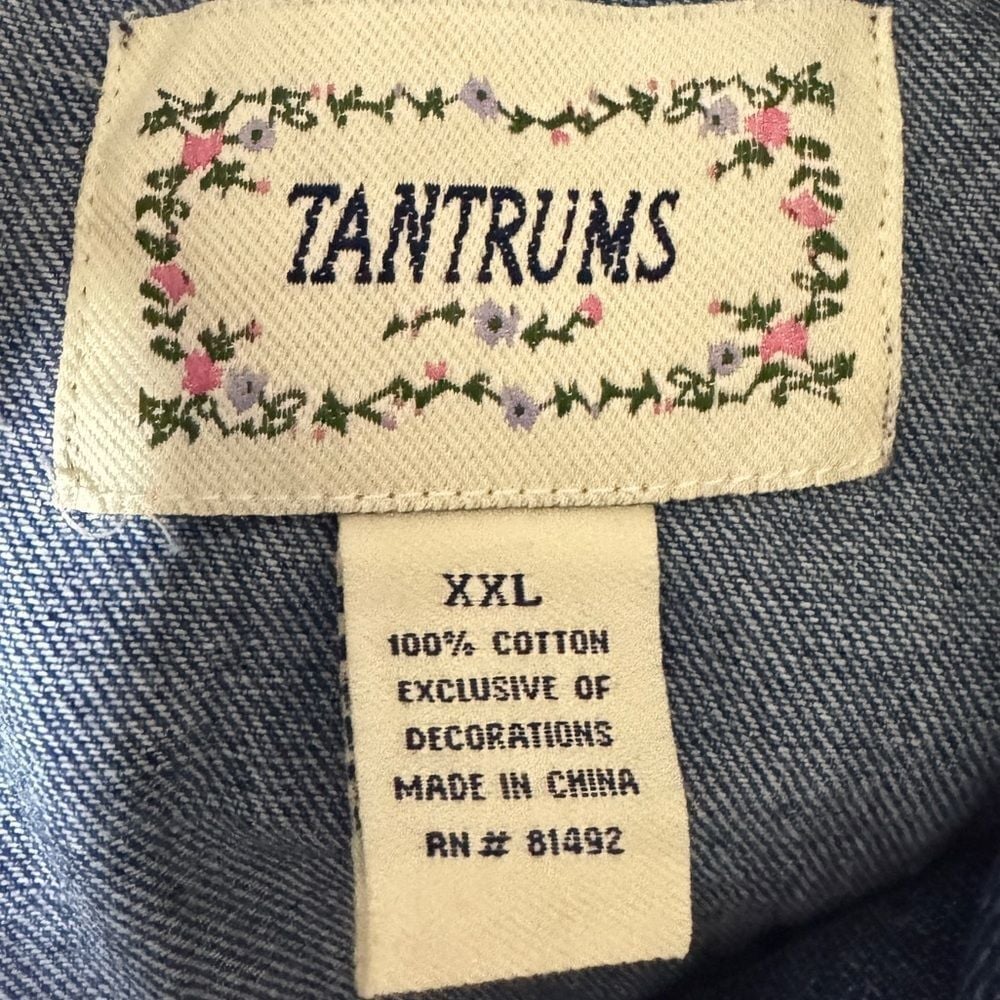 TANTRUMS
XXL
100% COTTON
EXCLUSIVE OF
DECORATIONS
MADE IN CHINA
RN # 81492